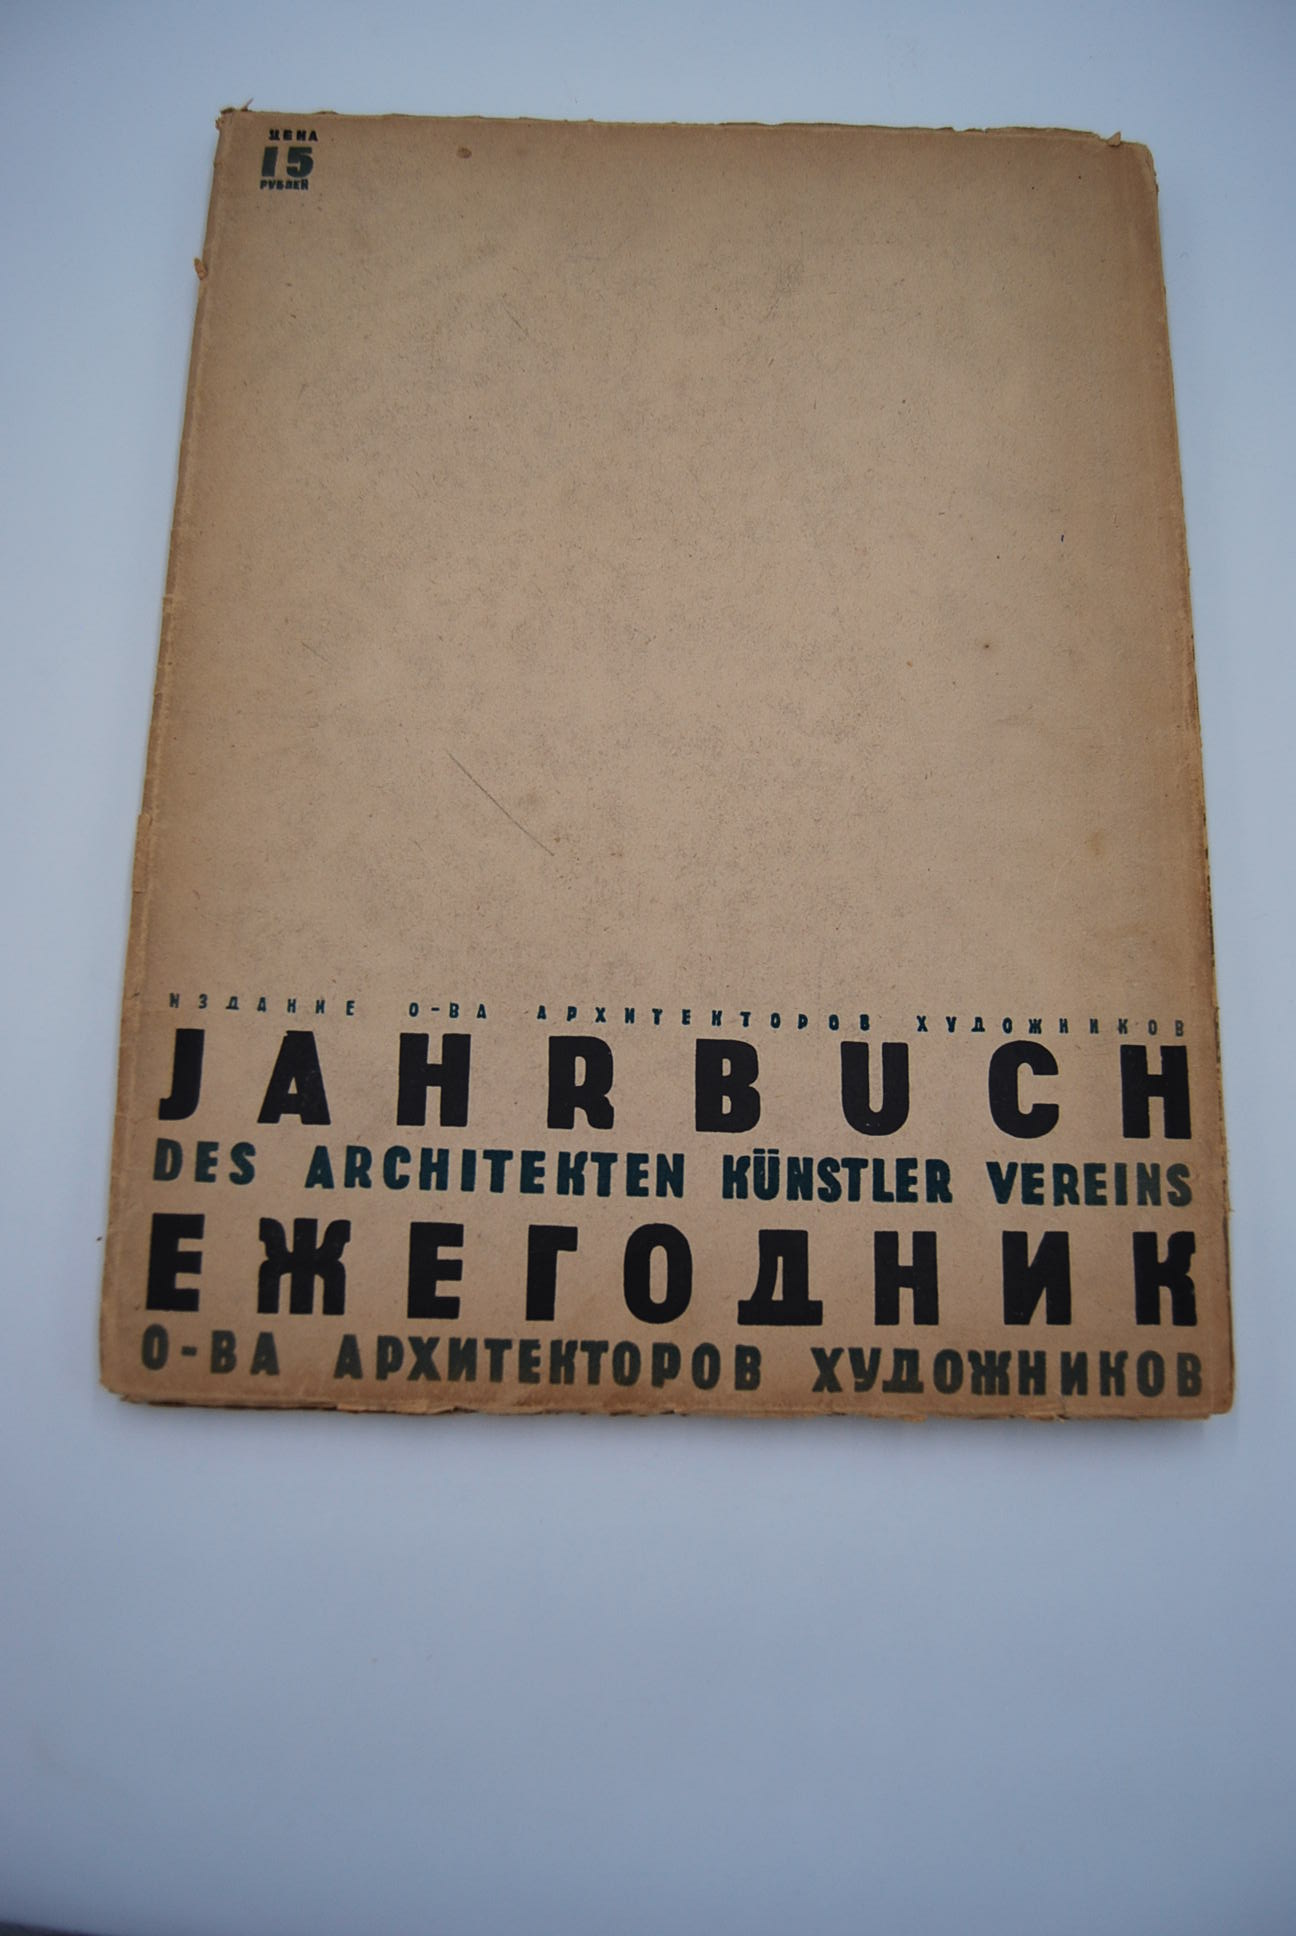 ЦЕНА
15
РУБЛЕЙ
ИЗДАНИЕ О-ВА АРХИТЕКТОРОВ ХУДОЖНИКОВ
JAHRBUCH
DES ARCHITEKTEN KÜNSTLER VEREINS
ЕЖЕГОДНИК
О-ВА АРХИТЕКТОРОВ ХУДОЖНИКОВ